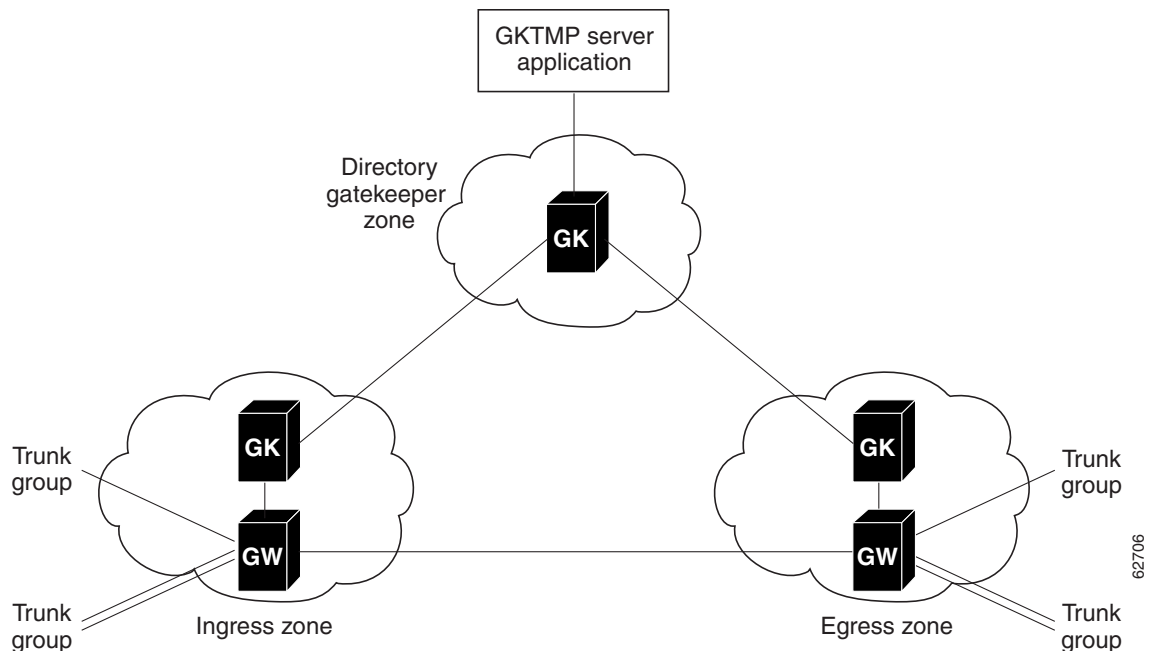 GKTMP server
application
Directory
gatekeeper
zone
GK
GK
GK
Trunk
group
Trunk
group
GW
GW
62706
Trunk
group
Ingress zone
Egress zone
Trunk
group